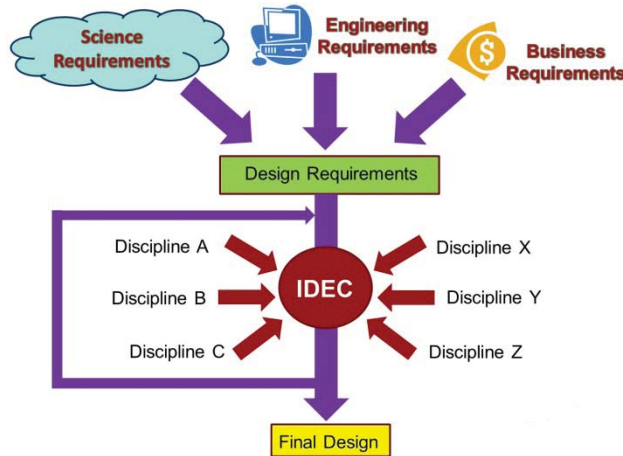 Science
Requirements
Engineering
Requirements
$
Business
Requirements
Design Requirements
Discipline A
Discipline X
Discipline B
IDEC
Discipline Y
Discipline C
Discipline Z
Final Design